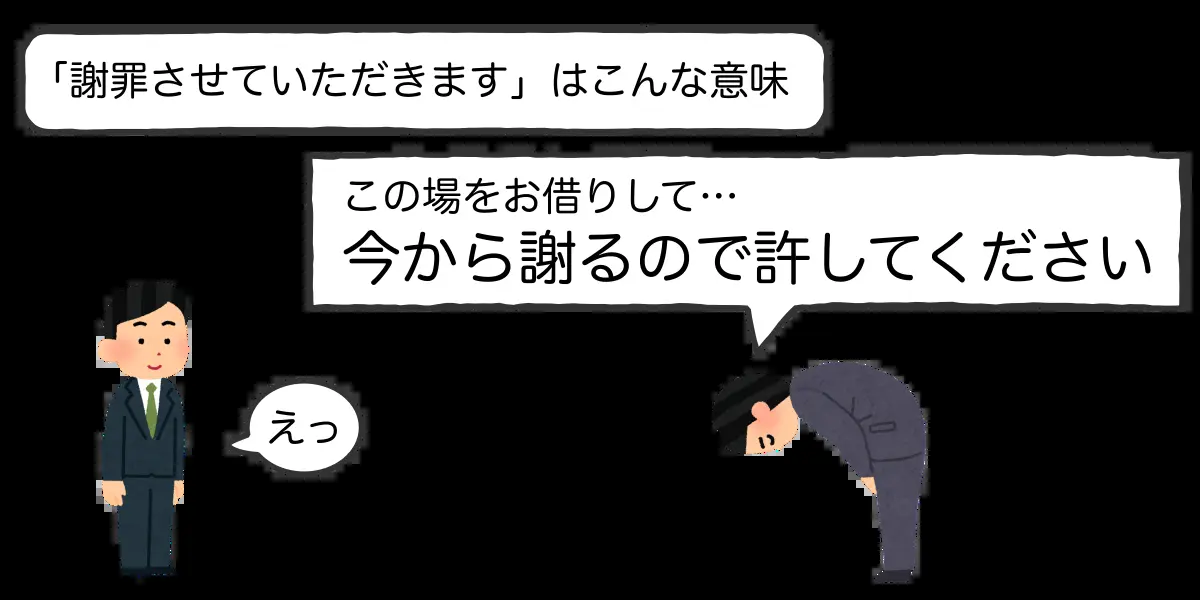 「謝罪させていただきます」はこんな意味
この場をお借りして…
今から謝るので許してください
えっ